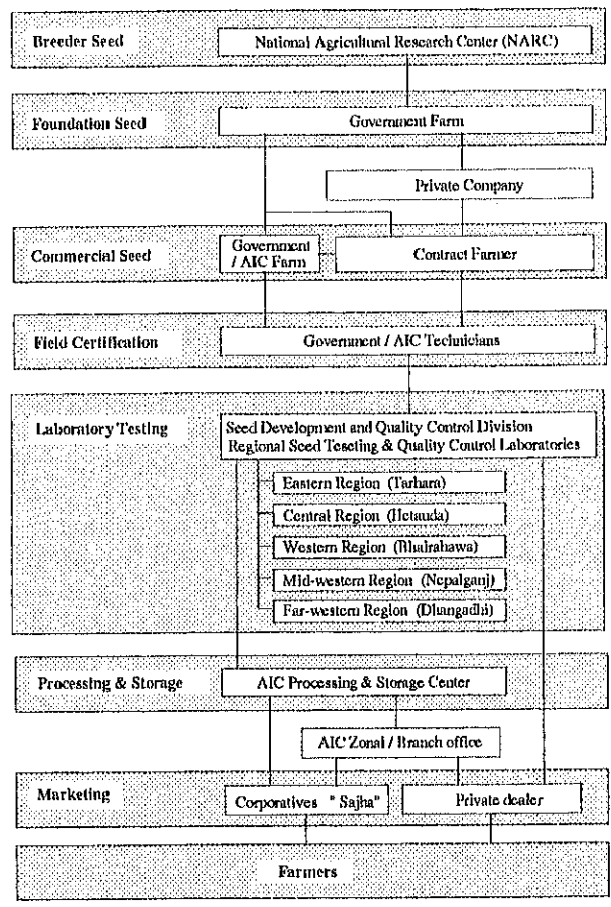 Breeder Seed
National Agricultural Research Center (NARC)
Foundation Seed
Government Farm
Private Company
Commercial Seed
Government
/ AIC Farm
Contract Farmer
Field Certification
Government / AIC Technicians
Laboratory Testing
Seed Development and Quality Control Division
Regional Seed Teseting & Quality Control Laboratories
Eastern Region (Tarhara)
Central Region (Hetauda)
Western Region (Bhairahawa)
Mid-western Region (Nepalganj)
Far-western Region (Dhangadhi)
Processing & Storage
AIC Processing & Storage Center
AIC Zonal / Branch office
Marketing
Corporatives " Sajha"
Private dealer
Farmers